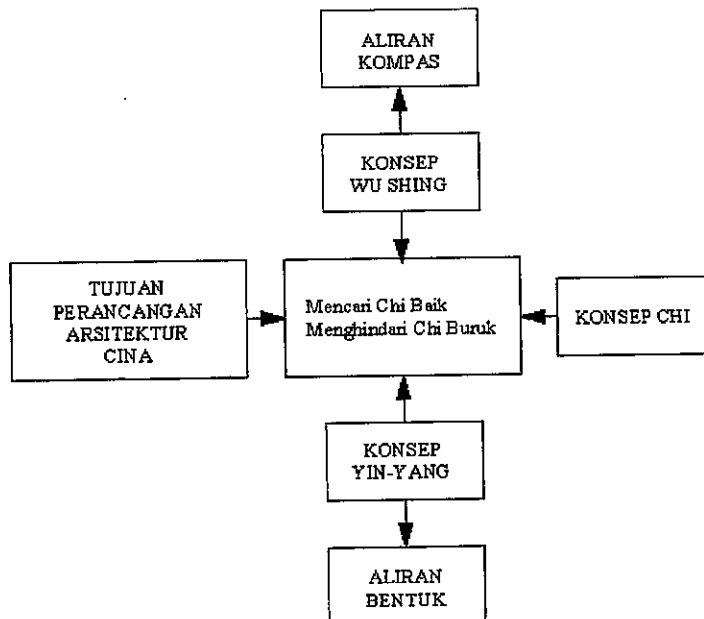 ALIRAN
KOMPAS
KONSEP
WU SHING
TUJUAN
PERANCANGAN
ARSITEKTUR
CINA
Mencari Chi Baik
Menghindari Chi Buruk
KONSEP CHI
KONSEP
YIN-YANG
ALIRAN
BENTUK